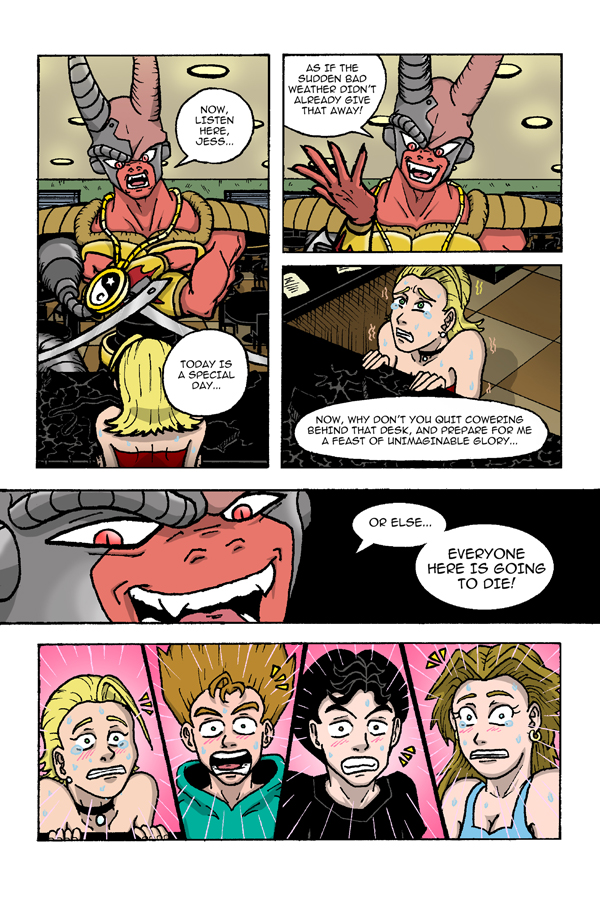 NOW,
LISTEN
HERE,
JESS...
TODAY IS
A SPECIAL
DAY...
AS IF THE
SUDDEN BAD
WEATHER DIDN'T
ALREADY GIVE
THAT AWAY!
NOW, WHY DON'T YOU QUIT COWERING
BEHIND THAT DESK, AND PREPARE FOR ME
A FEAST OF UNIMAGINABLE GLORY...
OR ELSE...
EVERYONE
HERE IS GOING
TO DIE!